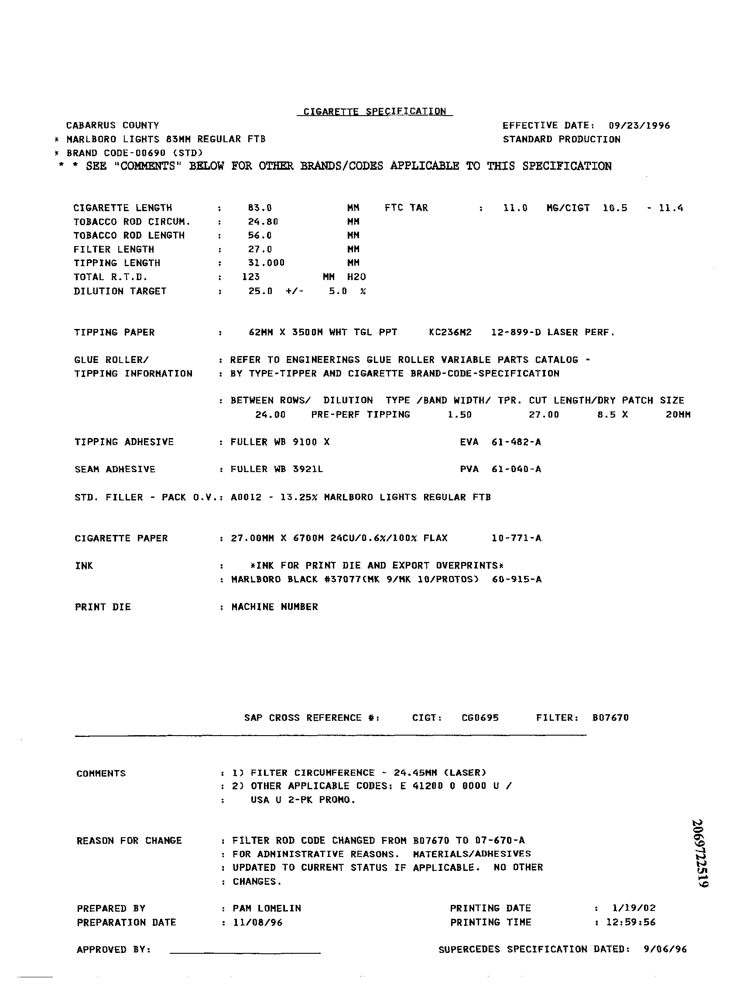 CIGARETTE SPECIFICATION
CABARRUS COUNTY EFFECTIVE DATE: 09/23/1996
* MARLBORO LIGHTS 83MM REGULAR FTB STANDARD PRODUCTION
* BRAND CODE-00690 (STD)
* * SEE "COMMENTS" BELOW FOR OTHER BRANDS/CODES APPLICABLE TO THIS SPECIFICATION
CIGARETTE LENGTH : 83.0 MM FTC TAR : 11.0 MG/CIGT 10.5 - 11.4
TOBACCO ROD CIRCUM. : 24.80 MM
TOBACCO ROD LENGTH : 56.0 MM
FILTER LENGTH : 27.0 MM
TIPPING LENGTH : 31.000 MM
TOTAL R.T.D. : 123 MM H2O
DILUTION TARGET : 25.0 +/- 5.0 %
TIPPING PAPER : 62MM X 3500M WHT TGL PPT KC236M2 12-899-D LASER PERF.
GLUE ROLLER/ : REFER TO ENGINEERINGS GLUE ROLLER VARIABLE PARTS CATALOG -
TIPPING INFORMATION : BY TYPE-TIPPER AND CIGARETTE BRAND-CODE-SPECIFICATION
: BETWEEN ROWS/ DILUTION TYPE /BAND WIDTH/ TPR. CUT LENGTH/DRY PATCH SIZE
24.00 PRE-PERF TIPPING 1.50 27.00 8.5 X 20MM
TIPPING ADHESIVE : FULLER WB 9100 X EVA 61-482-A
SEAM ADHESIVE : FULLER WB 3921L PVA 61-040-A
STD. FILLER - PACK O.V.: A0012 - 13.25% MARLBORO LIGHTS REGULAR FTB
CIGARETTE PAPER : 27.00MM X 6700M 24CU/0.6%/100% FLAX 10-771-A
INK : *INK FOR PRINT DIE AND EXPORT OVERPRINTS*
: MARLBORO BLACK #37077(MK 9/MK 10/PROTOS) 60-915-A
PRINT DIE : MACHINE NUMBER
SAP CROSS REFERENCE #: CIGT: CG0695 FILTER: B07670
COMMENTS : 1) FILTER CIRCUMFERENCE - 24.45MM (LASER)
: 2) OTHER APPLICABLE CODES: E 41200 0 0000 U /
: USA U 2-PK PROMO.
REASON FOR CHANGE : FILTER ROD CODE CHANGED FROM B07670 TO 07-670-A
: FOR ADMINISTRATIVE REASONS. MATERIALS/ADHESIVES
: UPDATED TO CURRENT STATUS IF APPLICABLE. NO OTHER
: CHANGES.
PREPARED BY : PAM LOMELIN PRINTING DATE : 1/19/02
PREPARATION DATE : 11/08/96 PRINTING TIME : 12:59:56
APPROVED BY: SUPERCEDES SPECIFICATION DATED: 9/06/96
2069722519